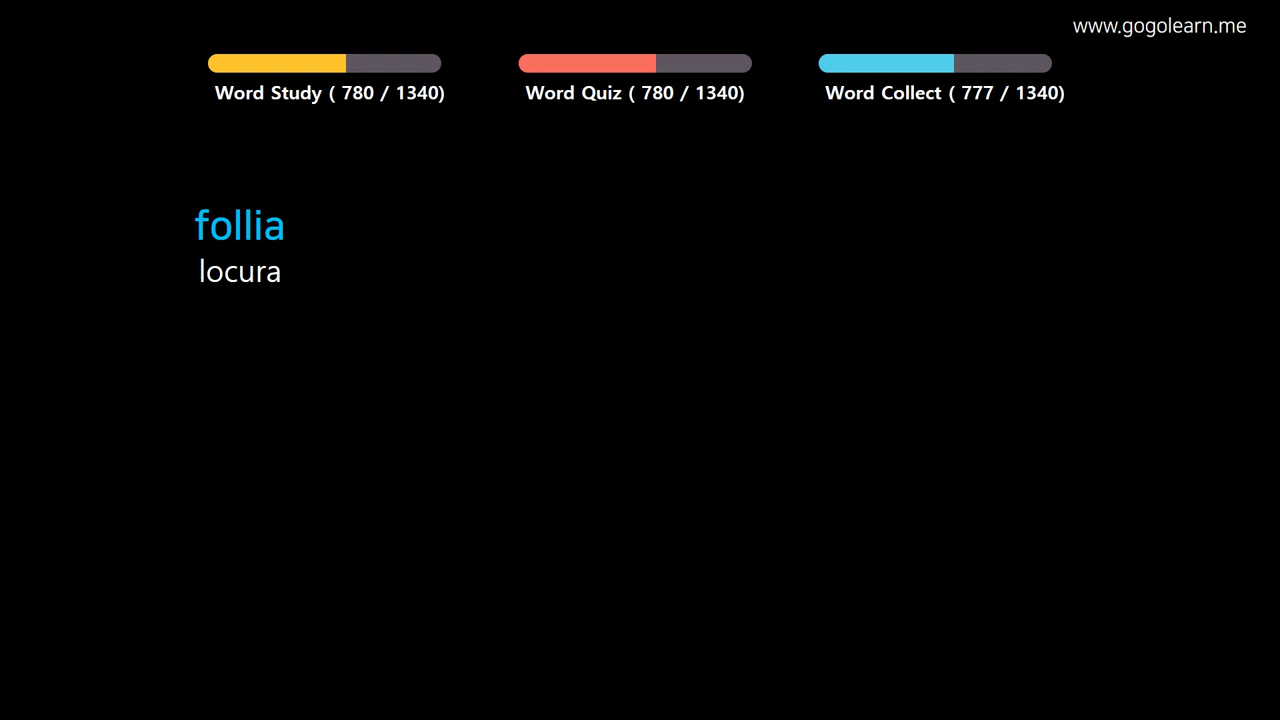 www.gogolearn.me
Word Study ( 780 / 1340)
Word Quiz ( 780 / 1340)
Word Collect ( 777 / 1340)
follia
locura